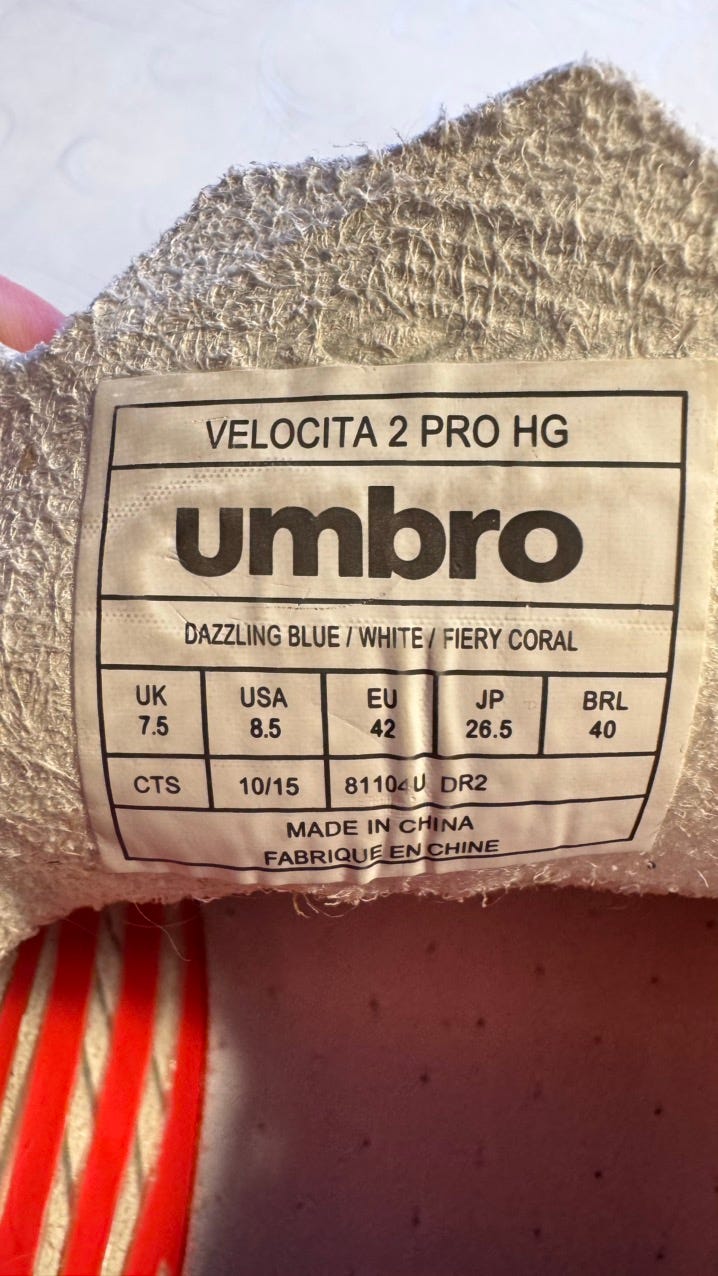 VELOCITA 2 PRO HG
umbro
DAZZLING BLUE / WHITE / FIERY CORAL
UK USA EU JP BRL
7.5 8.5 42 26.5 40
CTS 10/15 81104U DR2
MADE IN CHINA
FABRIQUE EN CHINE